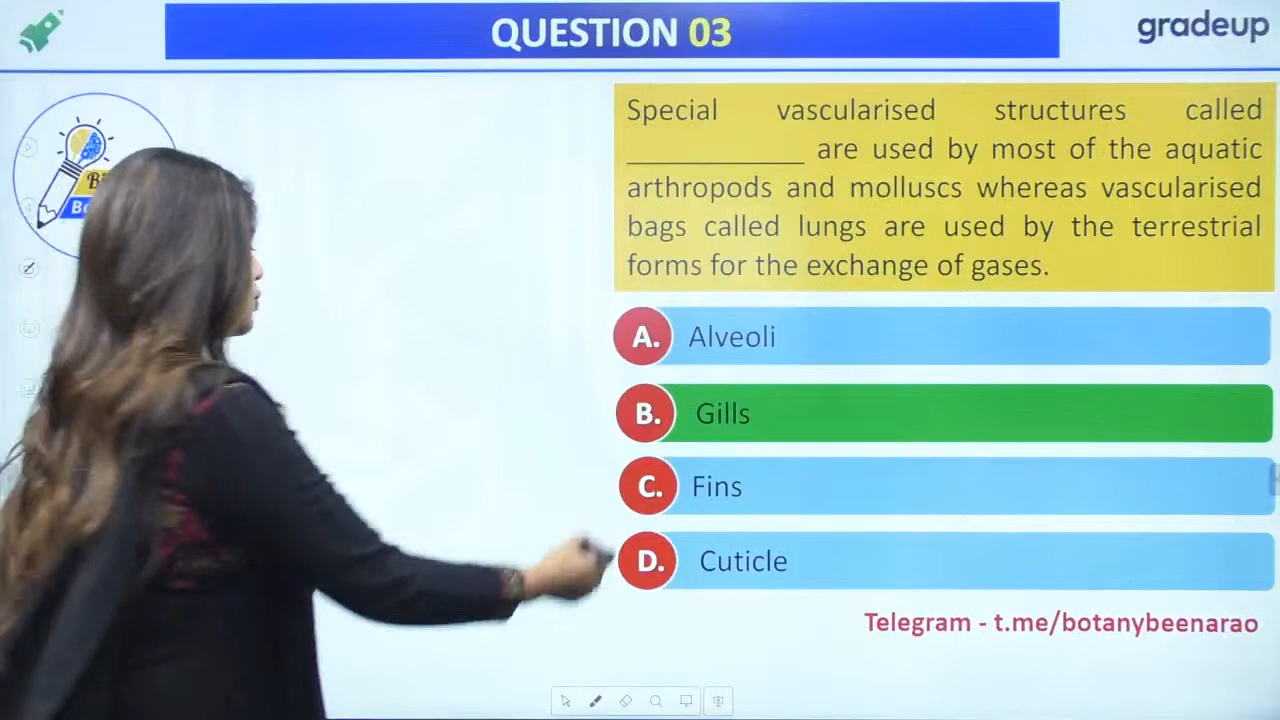 QUESTION 03
gradeup
Special vascularised structures called
____________ are used by most of the aquatic
arthropods and molluscs whereas vascularised
bags called lungs are used by the terrestrial
forms for the exchange of gases.
A. Alveoli
B. Gills
C. Fins
D. Cuticle
Telegram - t.me/botanybeenarao